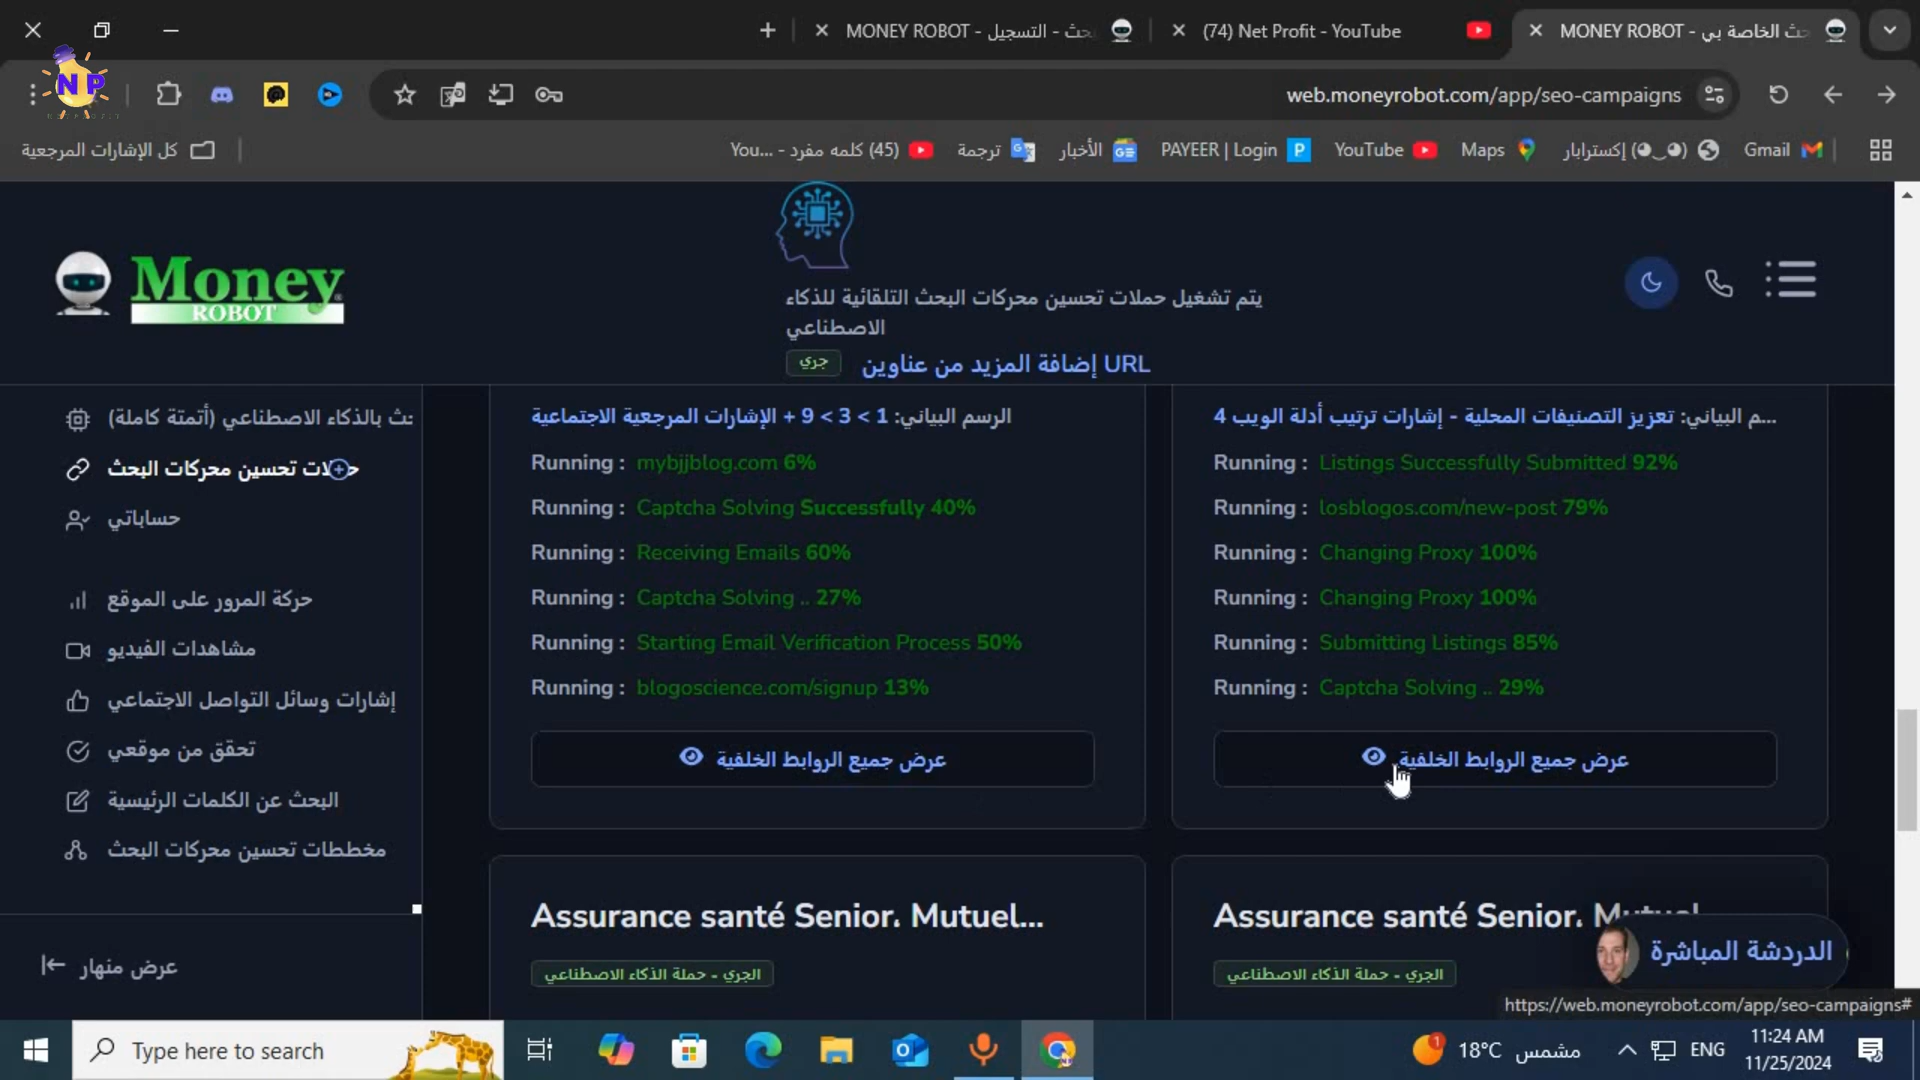 MONEY ROBOT - حث الخاصة بي
(74) Net Profit - YouTube
MONEY ROBOT - حث - التسجيل
NP
web.moneyrobot.com/app/seo-campaigns
Gmail
إكسترابار (◕‿◕)
Maps
YouTube
PAYEER | Login
الأخبار
ترجمة
(45) كلمه مفرد - You...
كل الإشارات المرجعية
Money
ROBOT
يتم تشغيل حملات تحسين محركات البحث التلقائية للذكاء
الاصطناعي
جري
إضافة المزيد من عناوين URL
حث بالذكاء الاصطناعي (أتمتة كاملة)
حملات تحسين محركات البحث
حساباتي
حركة المرور على الموقع
مشاهدات الفيديو
إشارات وسائل التواصل الاجتماعي
تحقق من موقعي
البحث عن الكلمات الرئيسية
مخططات تحسين محركات البحث
عرض منهار
الرسم البياني: 1 > 3 > 9 + الإشارات المرجعية الاجتماعية
Running : mybjjblog.com 6%
Running : Captcha Solving Successfully 40%
Running : Receiving Emails 60%
Running : Captcha Solving .. 27%
Running : Starting Email Verification Process 50%
Running : blogoscience.com/signup 13%
عرض جميع الروابط الخلفية
م البياني: تعزيز التصنيفات المحلية - إشارات ترتيب أدلة الويب 4...
Running : Listings Successfully Submitted 92%
Running : losblogos.com/new-post 79%
Running : Changing Proxy 100%
Running : Changing Proxy 100%
Running : Submitting Listings 85%
Running : Captcha Solving .. 29%
عرض جميع الروابط الخلفية
Assurance santé Senior، Mutuel...
الجري - حملة الذكاء الاصطناعي
Assurance santé Senior، Mutuel
الجري - حملة الذكاء الاصطناعي
الدردشة المباشرة
https://web.moneyrobot.com/app/seo-campaigns#
Type here to search
1
18°C مشمس
ENG
11:24 AM
11/25/2024